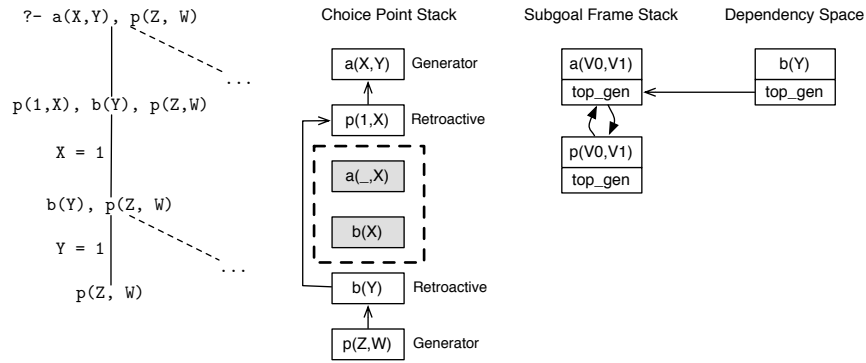 ?- a(X,Y), p(Z, W)
...
p(1,X), b(Y), p(Z,W)
X = 1
b(Y), p(Z, W)
Y = 1
...
p(Z, W)
Choice Point Stack
a(X,Y) Generator
p(1,X) Retroactive
a(_,X)
b(X)
b(Y) Retroactive
p(Z,W) Generator
Subgoal Frame Stack
a(V0,V1)
top_gen
p(V0,V1)
top_gen
Dependency Space
b(Y)
top_gen